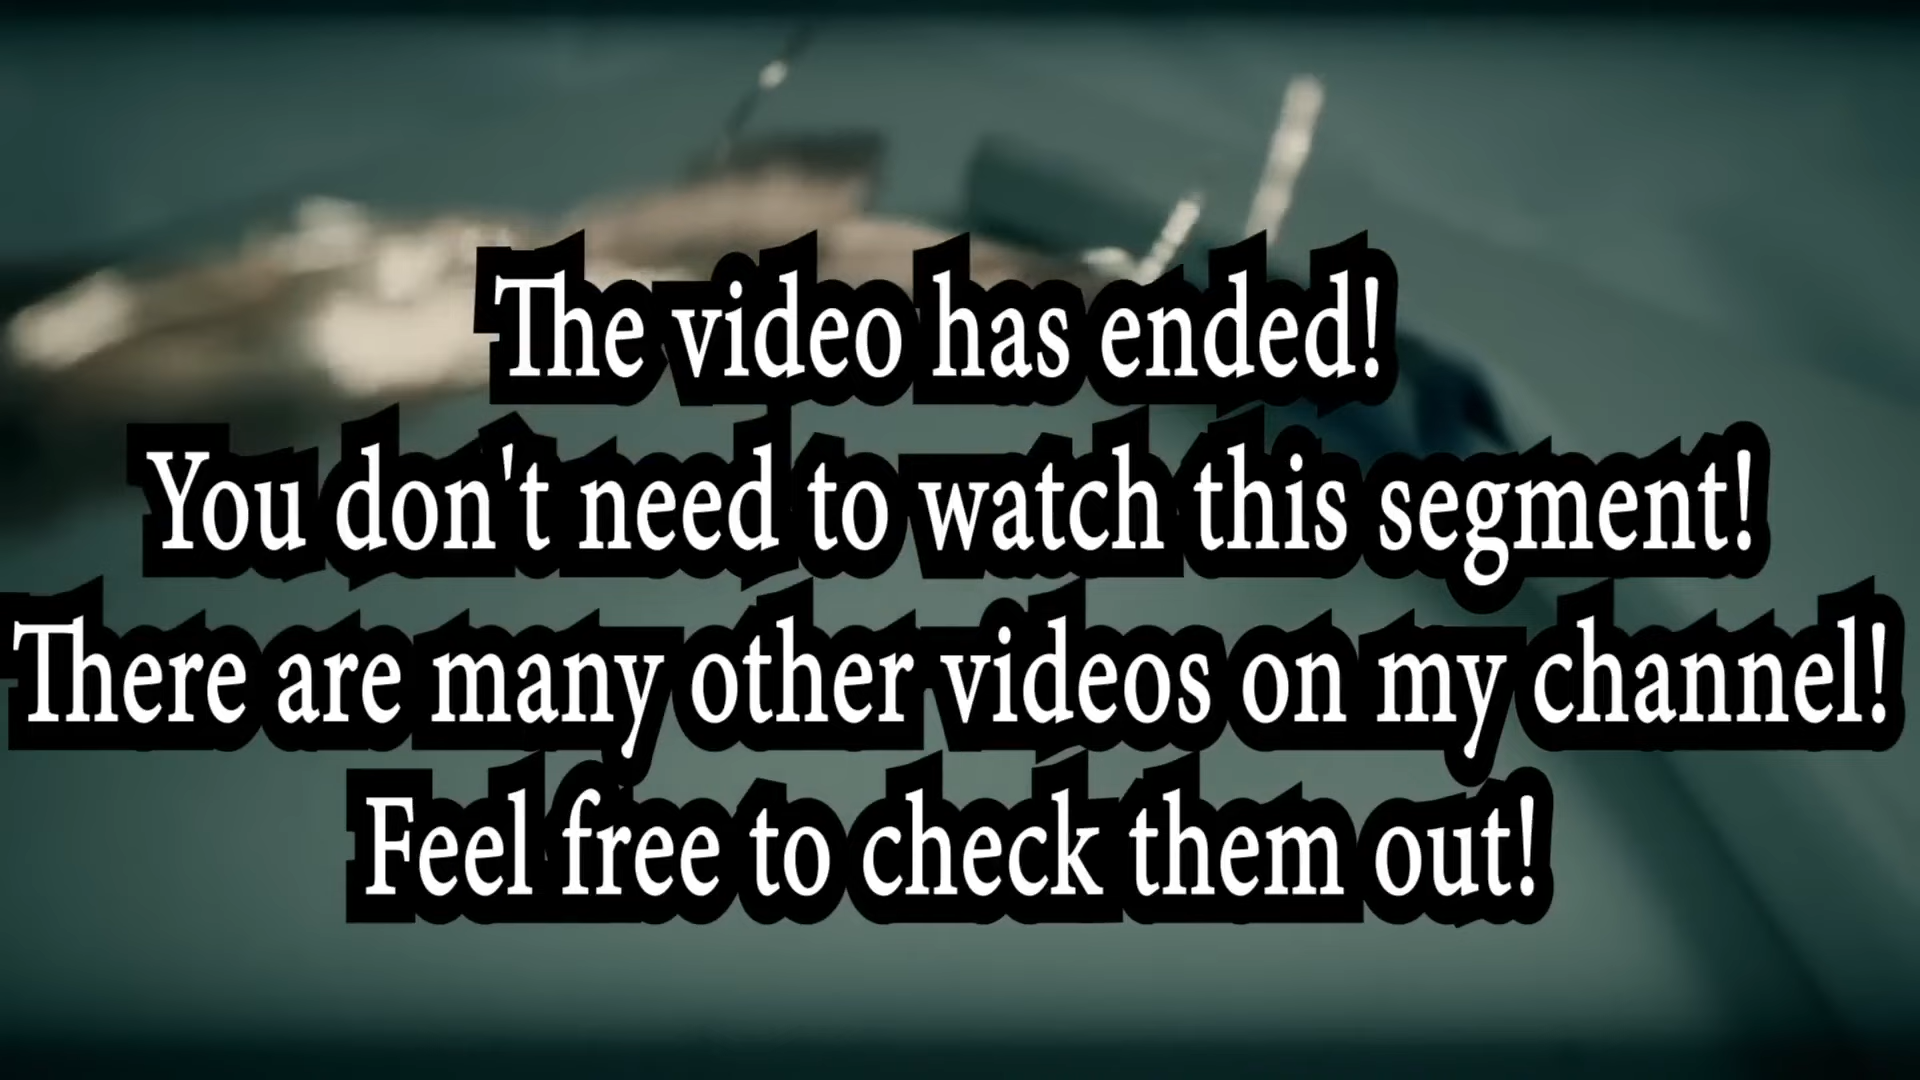 The video has ended!
You don't need to watch this segment!
There are many other videos on my channel!
Feel free to check them out!